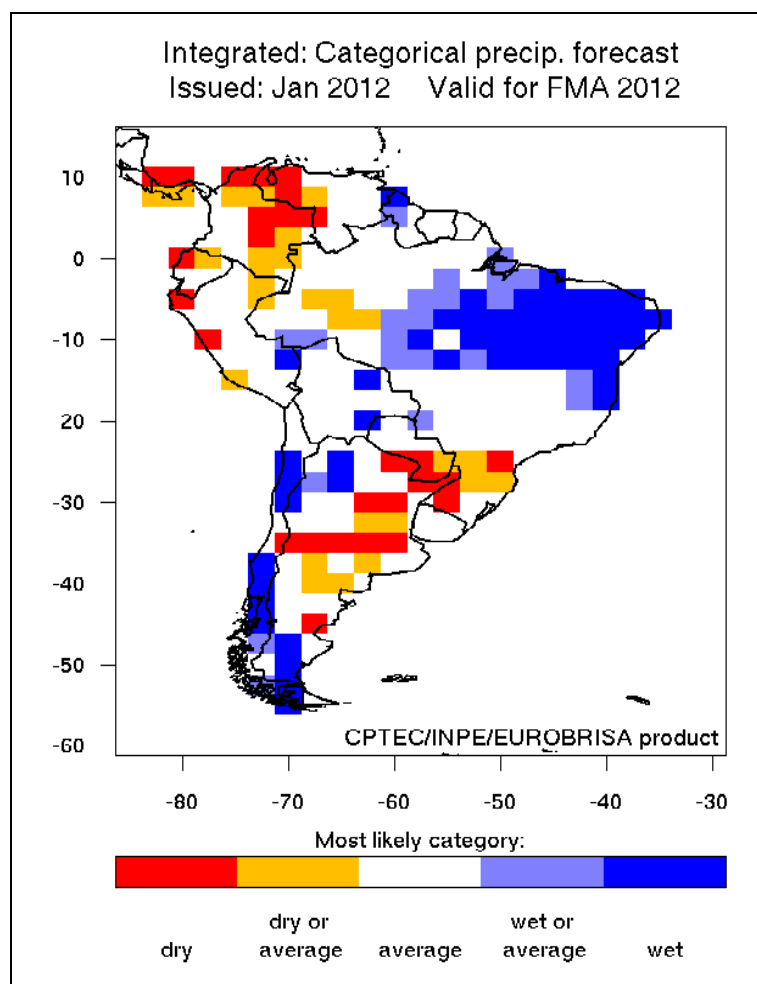 Integrated: Categorical precip. forecast
Issued: Jan 2012 Valid for FMA 2012
10
0
-10
20
-30
-40
-50
-60
-80
-70
-60
-50
-40
-30
CPTEC/INPE/EUROBRISA product
Most likely category:
dry
dry or
average
average
wet or
average
wet